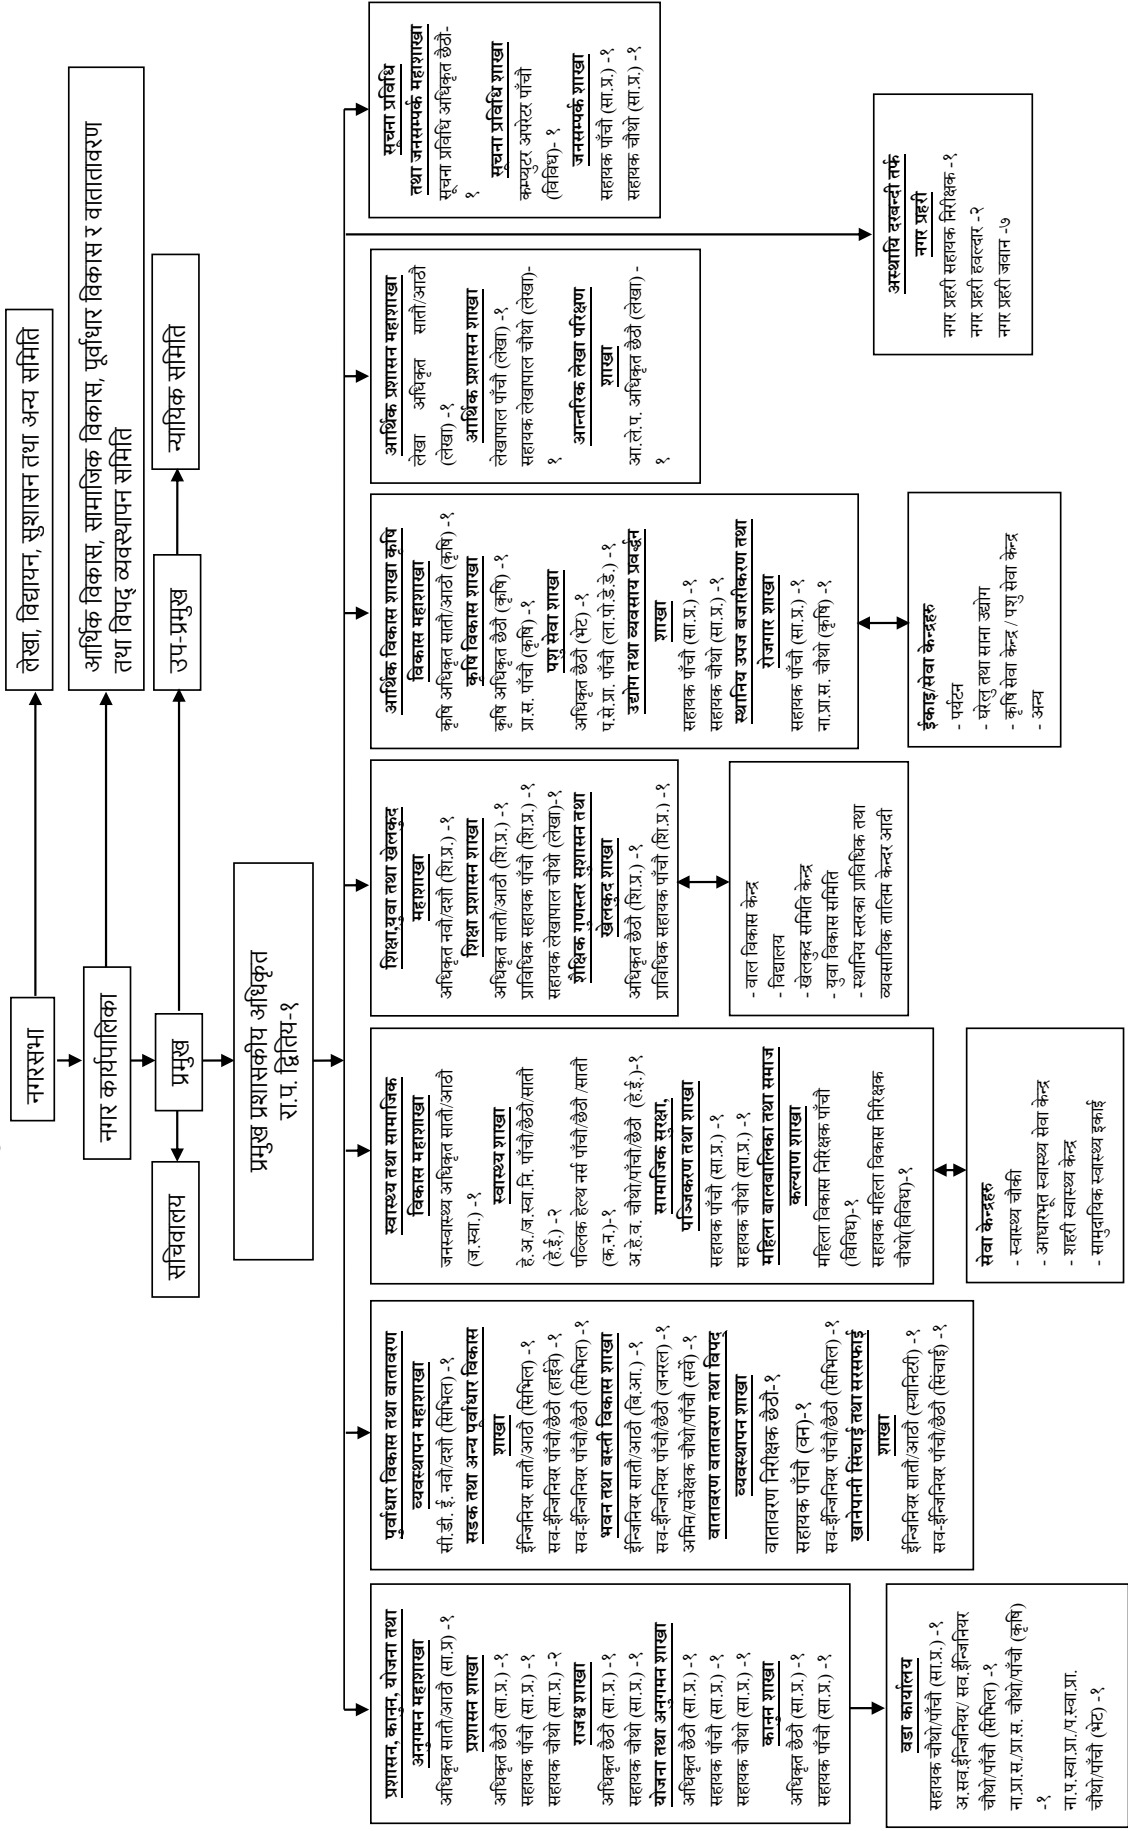 नगरसभा
लेखा, विद्यायन, सुशासन तथा अन्य समिति
नगर कार्यपालिका
आर्थिक विकास, सामाजिक विकास, पूर्वाधार विकास र वातातावरण
तथा विपद् व्यवस्थापन समिति
सचिवालय
प्रमुख
उप-प्रमुख
न्यायिक समिति
प्रमुख प्रशासकीय अधिकृत
रा.प. द्वितिय-१
प्रशासन, कानुन, योजना तथा
अनुगमन महाशाखा
अधिकृत सातौ/आठौ (सा.प्र) -१
प्रशासन शाखा
अधिकृत छैठौ (सा.प्र.) -१
सहायक पाँचौ (सा.प्र.) -१
सहायक चौथो (सा.प्र.) -२
राजश्व शाखा
अधिकृत छैठौ (सा.प्र.) -१
सहायक चौथो (सा.प्र.) -१
योजना तथा अनुगमन शाखा
अधिकृत छैठौ (सा.प्र.) -१
सहायक पाँचौ (सा.प्र.) -१
सहायक चौथो (सा.प्र.) -१
कानुन शाखा
अधिकृत छैठौ (सा.प्र.) -१
सहायक पाँचौ (सा.प्र.) -१
वडा कार्यालय
सहायक चौथो/पाँचौ (सा.प्र.) -१
अ.सव.ईन्जिनियर/ सव.ईन्जिनियर
चौथो/पाँचौ (सिभिल) -१
ना.प्रा.स./प्रा.स. चौथो/पाँचौ (कृषि)
-१
ना.प.स्वा.प्रा./प.स्वा.प्रा.
चौथो/पाँचौ (भेट) -१
पुर्वाधार विकास तथा वातावरण
व्यवस्थापन महाशाखा
सी.डी. ई. नवौ/दशौ (सिभिल) -१
सडक तथा अन्य पूर्वाधार विकास
शाखा
ईन्जिनियर सातौ/आठौ (सिभिल) -१
सव-ईन्जिनियर पाँचौ/छैठौ (हाईवे) -१
सव-ईन्जिनियर पाँचौ/छैठौ (सिभिल) -१
भवन तथा बस्ती विकास शाखा
ईन्जिनियर सातौ/आठौ (बि.आ.) -१
सव-ईन्जिनियर पाँचौ/छैठौ (जनरल) -१
अमिन/सर्वेक्षक चौथो/पाँचौ (सर्वे) -१
वातावरण वातावरण तथा विपद्
व्यवस्थापन शाखा
वातावरण निरीक्षक छैठौ-१
सहायक पाँचौ (वन)-१
सव-ईन्जिनियर पाँचौ/छैठौ (सिभिल) -१
खानेपानी सिंचाई तथा सरसफाई
शाखा
ईन्जिनियर सातौ/आठौ (स्यानिटरी) -१
सव-ईन्जिनियर पाँचौ/छैठौ (सिंचाई) -१
स्वास्थ्य तथा सामाजिक
विकास महाशाखा
जनस्वास्थ्य अधिकृत सातौ/आठौ
(ज.स्वा.) -१
स्वास्थ्य शाखा
हे.अ/ज.स्वा.नि. पाँचौ/छैठौ/सातौ
(हे.ई.) -२
पव्लिक हेल्थ नर्स पाँचौ/छैठौ /सातौ
(क.न.)-१
अ.हे.व. चौथो/पाँचौ/छैठौ (हे.ई.)-१
सामाजिक सुरक्षा,
पञ्जिकरण तथा शाखा
सहायक पाँचौ (सा.प्र.) -१
सहायक चौथो (सा.प्र.) -१
महिला बालबालिका तथा समाज
कल्याण शाखा
महिला विकास निरिक्षक पाँचौ
(विविध)-१
सहायक महिला विकास निरिक्षक
चौथो(विविध)-१
सेवा केन्द्रहरु
- स्वास्थ्य चौकी
- आधारभूत स्वास्थ्य सेवा केन्द्र
- शहरी स्वास्थ्य केन्द्र
- सामुदायिक स्वास्थ्य इकाई
शिक्षा,युवा तथा खेलकुद
महाशाखा
अधिकृत नवौ/दशौ (शि.प्र.) -१
शिक्षा प्रशासन शाखा
अधिकृत सातौ/आठौ (शि.प्र.) -१
प्राविधिक सहायक पाँचौ (शि.प्र.) -१
सहायक लेखापाल चौथो (लेखा)-१
शैक्षिक गुणस्तर सुशासन तथा
खेलकुद शाखा
अधिकृत छैठौ (शि.प्र.) -१
प्राविधिक सहायक पाँचौ (शि.प्र.) -१
- वाल विकास केन्द्र
- विद्यालय
- खेलकुद समिति केन्द्र
- युवा विकास समिति
- स्थानिय स्तरका प्राविधिक तथा
व्यवसायिक तालिम केन्दर आदी
आर्थिक विकास शाखा कृषि
विकास महाशाखा
कृषि अधिकृत सातौ/आठौ (कृषि) -१
कृषि विकास शाखा
कृषि अधिकृत छैठौ (कृषि) -१
प्रा.स. पाँचौ (कृषि) -१
पशु सेवा शाखा
अधिकृत छैठौ (भेट) -१
प.से.प्रा. पाँचौ (ला.पो.डे.डे.) -१
उद्योग तथा व्यवसाय प्रवर्द्धन
शाखा
सहायक पाँचौ (सा.प्र.) -१
सहायक चौथो (सा.प्र.) -१
स्थानिय उपज बजारीकरण तथा
रोजगार शाखा
सहायक पाँचौ (सा.प्र.) -१
ना.प्रा.स. चौथो (कृषि) -१
ईकाइ/सेवा केन्द्रहरु
- पर्यटन
- घरेलु तथा साना उद्योग
- कृषि सेवा केन्द्र / पशु सेवा केन्द्र
- अन्य
आर्थिक प्रशासन महाशाखा
लेखा अधिकृत सातौ/आठौ
(लेखा) -१
आर्थिक प्रशासन शाखा
लेखापाल पाँचौ (लेखा) -१
सहायक लेखापाल चौथो (लेखा)-
१
आन्तरिक लेखा परिक्षण
शाखा
आ.ले.प. अधिकृत छैठौ (लेखा) -
१
सूचना प्रविधि
तथा जनसम्पर्क महाशाखा
सूचना प्रविधि अधिकृत छैठौ-
१
सूचना प्रविधि शाखा
कम्प्युटर अपरेटर पाँचौ
(विविध)- १
जनसम्पर्क शाखा
सहायक पाँचौ (सा.प्र.) -१
सहायक चौथो (सा.प्र.) -१
अस्थायि दरबन्दी तर्फ
नगर प्रहरी
नगर प्रहरी सहायक निरीक्षक -१
नगर प्रहरी हवल्दार -२
नगर प्रहरी जवान -७